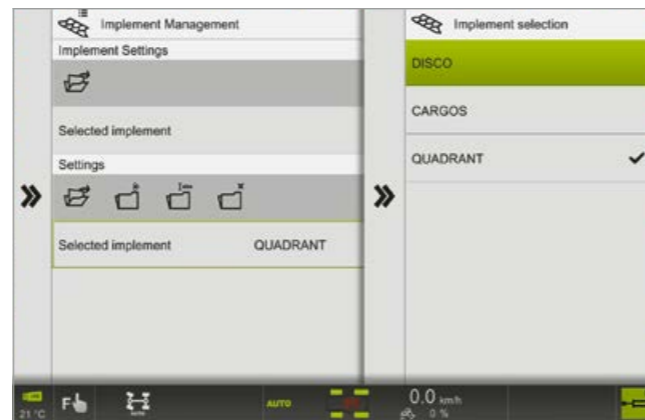 Implement Management
Implement Settings
Selected implement
Settings
Selected implement QUADRANT
Implement selection
DISCO
CARGOS
QUADRANT
21 °C
F
AUTO
0.0 km/h
0 %